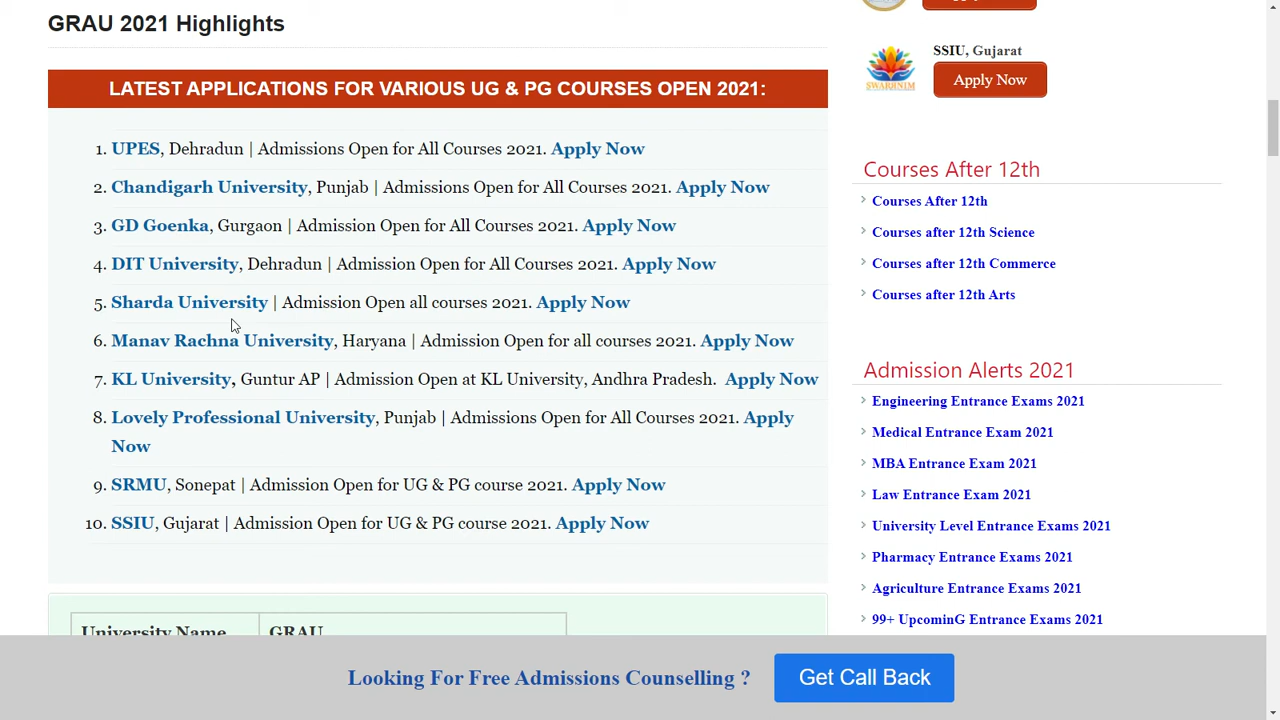 GRAU 2021 Highlights
LATEST APPLICATIONS FOR VARIOUS UG & PG COURSES OPEN 2021:
1. UPES, Dehradun | Admissions Open for All Courses 2021. Apply Now
2. Chandigarh University, Punjab | Admissions Open for All Courses 2021. Apply Now
3. GD Goenka, Gurgaon | Admission Open for All Courses 2021. Apply Now
4. DIT University, Dehradun | Admission Open for All Courses 2021. Apply Now
5. Sharda University | Admission Open all courses 2021. Apply Now
6. Manav Rachna University, Haryana | Admission Open for all courses 2021. Apply Now
7. KL University, Guntur AP | Admission Open at KL University, Andhra Pradesh. Apply Now
8. Lovely Professional University, Punjab | Admissions Open for All Courses 2021. Apply
Now
9. SRMU, Sonepat | Admission Open for UG & PG course 2021. Apply Now
10. SSIU, Gujarat | Admission Open for UG & PG course 2021. Apply Now
University Name GRAU
SSIU, Gujarat
SWARNIM
Apply Now
Courses After 12th
Courses After 12th
Courses after 12th Science
Courses after 12th Commerce
Courses after 12th Arts
Admission Alerts 2021
Engineering Entrance Exams 2021
Medical Entrance Exam 2021
MBA Entrance Exam 2021
Law Entrance Exam 2021
University Level Entrance Exams 2021
Pharmacy Entrance Exams 2021
Agriculture Entrance Exams 2021
99+ UpcominG Entrance Exams 2021
Looking For Free Admissions Counselling ?
Get Call Back